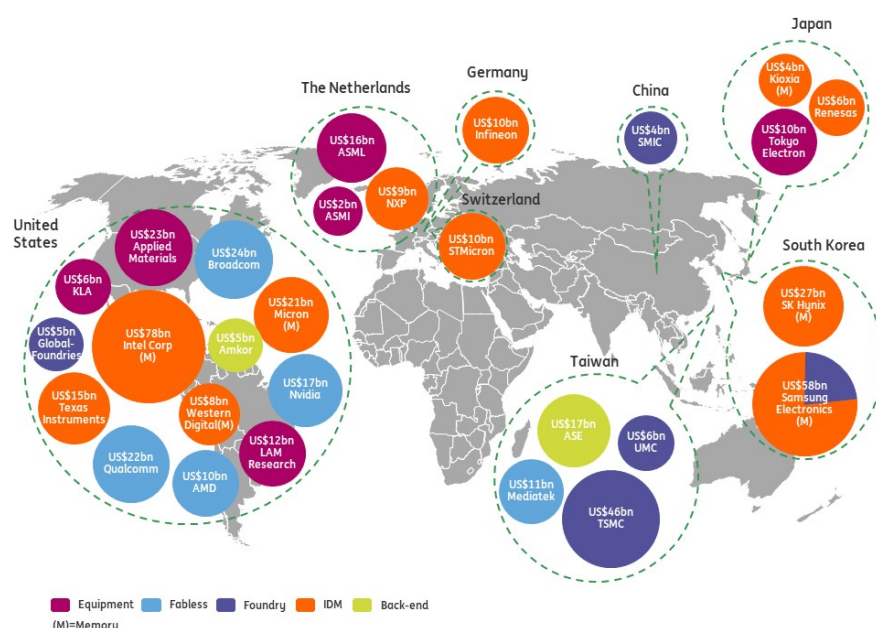 Japan
US$4bn
Kioxia
(M)
US$6bn
Renesas
US$10bn
Tokyo
Electron
Germany
US$10bn
Infineon
China
US$4bn
SMIC
The Netherlands
US$16bn
ASML
US$9bn
NXP
US$2bn
ASMI
Switzerland
US$10bn
STMicron
United
States
US$23bn
Applied
Materials
US$24bn
Broadcom
US$6bn
KLA
US$21bn
Micron
(M)
US$5bn
Global-
Foundries
US$78bn
Intel Corp
(M)
US$5bn
Amkor
US$17bn
Nvidia
US$15bn
Texas
Instruments
US$8bn
Western
Digital(M)
US$12bn
LAM
Research
US$22bn
Qualcomm
US$10bn
AMD
South Korea
US$27bn
SK Hynix
(M)
US$58bn
Samsung
Electronics
(M)
Taiwan
US$17bn
ASE
US$6bn
UMC
US$11bn
Mediatek
US$46bn
TSMC
Equipment Fabless Foundry IDM Back-end
(M)=Memory